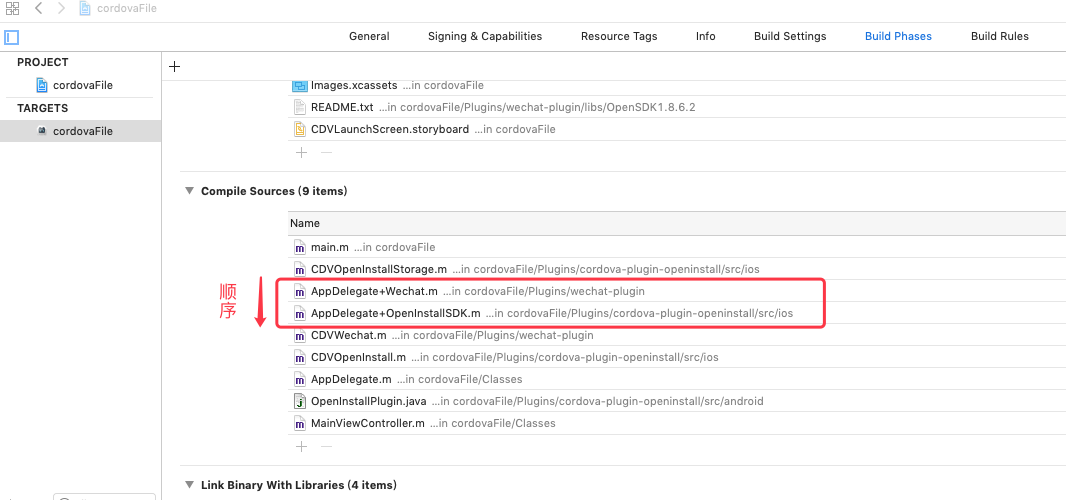 cordovaFile
General Signing & Capabilities Resource Tags Info Build Settings Build Phases Build Rules
PROJECT
cordovaFile
TARGETS
cordovaFile
Images.xcassets ...in cordovaFile
README.txt ...in cordovaFile/Plugins/wechat-plugin/libs/OpenSDK1.8.6.2
CDVLaunchScreen.storyboard ...in cordovaFile
Compile Sources (9 items)
Name
main.m ...in cordovaFile
CDVOpenInstallStorage.m ...in cordovaFile/Plugins/cordova-plugin-openinstall/src/ios
顺序
AppDelegate+Wechat.m ...in cordovaFile/Plugins/wechat-plugin
AppDelegate+OpenInstallSDK.m ...in cordovaFile/Plugins/cordova-plugin-openinstall/src/ios
CDVWechat.m ...in cordovaFile/Plugins/wechat-plugin
CDVOpenInstall.m ...in cordovaFile/Plugins/cordova-plugin-openinstall/src/ios
AppDelegate.m ...in cordovaFile/Classes
OpenInstallPlugin.java ...in cordovaFile/Plugins/cordova-plugin-openinstall/src/android
MainViewController.m ...in cordovaFile/Classes
Link Binary With Libraries (4 items)